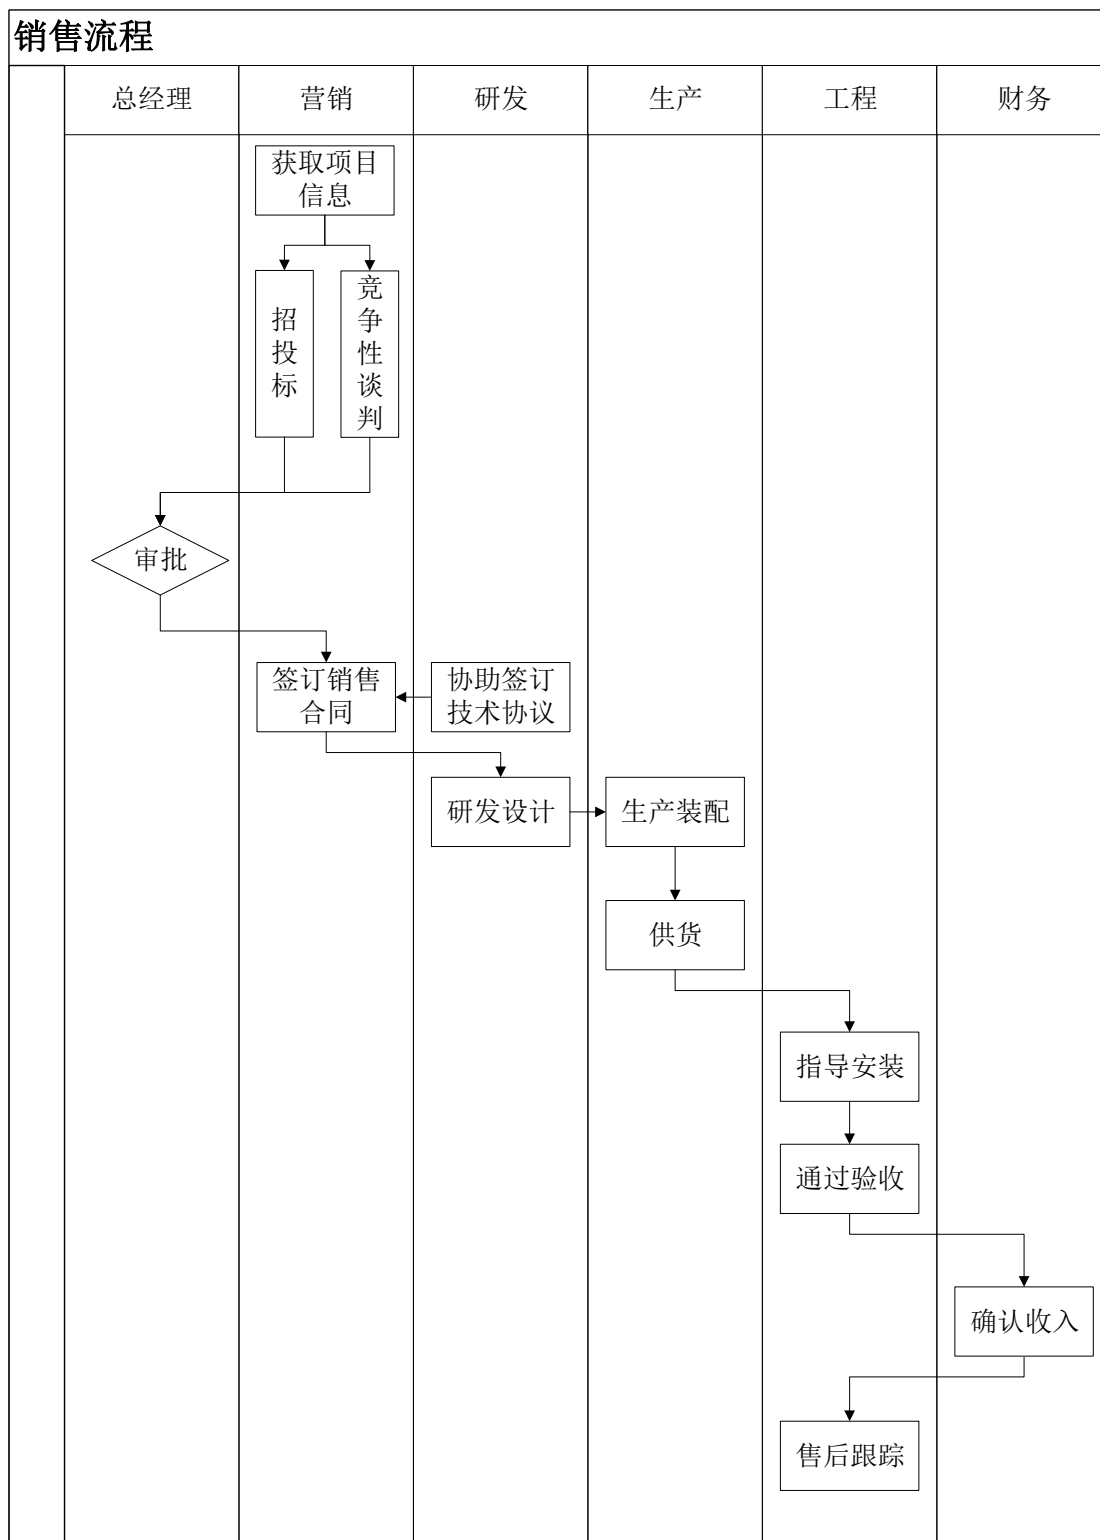 销售流程
总经理 营销 研发 生产 工程 财务
获取项目
信息
招投标
竞争性谈判
审批
签订销售
合同
协助签订
技术协议
研发设计
生产装配
供货
指导安装
通过验收
确认收入
售后跟踪